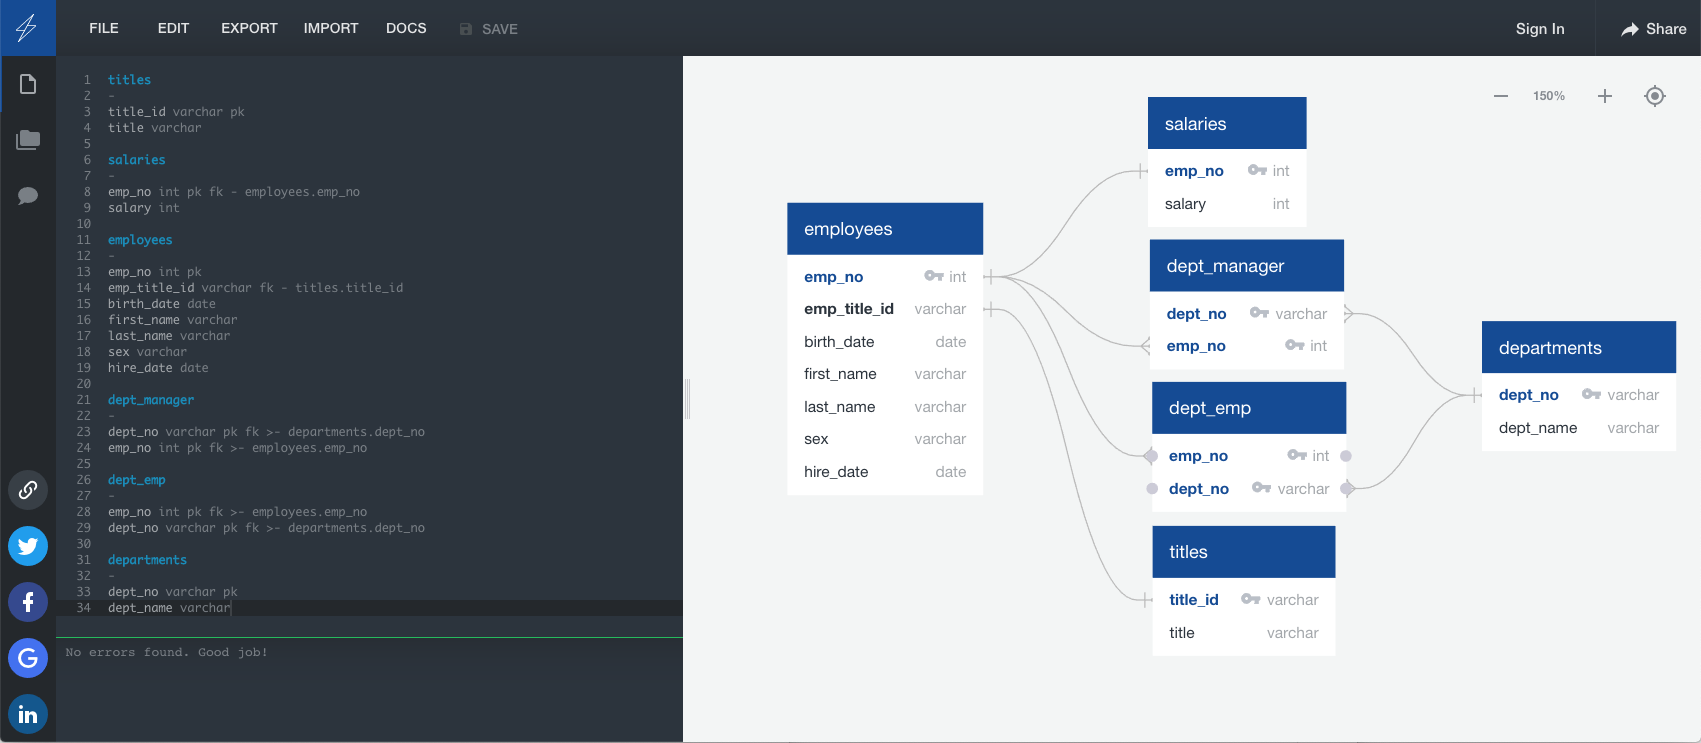 FILE EDIT EXPORT IMPORT DOCS SAVE Sign In Share
1 titles
2 -
3 title_id varchar pk
4 title varchar
5
6 salaries
7 -
8 emp_no int pk fk - employees.emp_no
9 salary int
10
11 employees
12 -
13 emp_no int pk
14 emp_title_id varchar fk - titles.title_id
15 birth_date date
16 first_name varchar
17 last_name varchar
18 sex varchar
19 hire_date date
20
21 dept_manager
22 -
23 dept_no varchar pk fk >- departments.dept_no
24 emp_no int pk fk >- employees.emp_no
25
26 dept_emp
27 -
28 emp_no int pk fk >- employees.emp_no
29 dept_no varchar pk fk >- departments.dept_no
30
31 departments
32 -
33 dept_no varchar pk
34 dept_name varchar
No errors found. Good job!
150%
employees
emp_no int
emp_title_id varchar
birth_date date
first_name varchar
last_name varchar
sex varchar
hire_date date
salaries
emp_no int
salary int
dept_manager
dept_no varchar
emp_no int
dept_emp
emp_no int
dept_no varchar
titles
title_id varchar
title varchar
departments
dept_no varchar
dept_name varchar
f
G
in